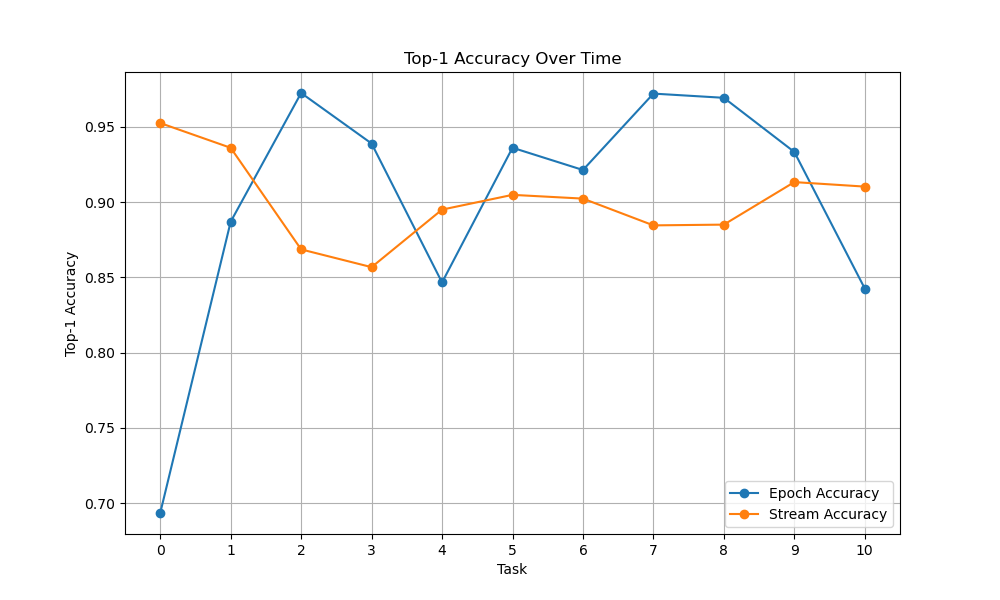 Top-1 Accuracy Over Time
Top-1 Accuracy
0.95
0.90
0.85
0.80
0.75
0.70
0 1 2 3 4 5 6 7 8 9 10
Task
Epoch Accuracy
Stream Accuracy